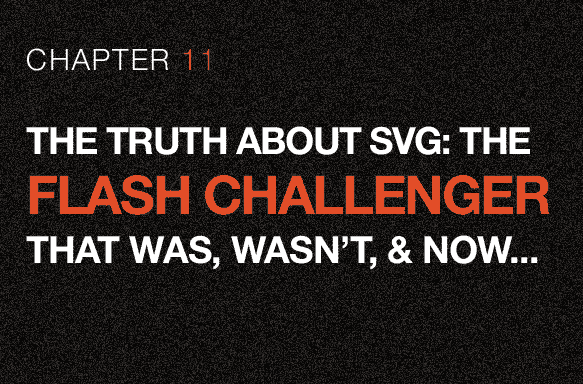 CHAPTER 11
THE TRUTH ABOUT SVG: THE
FLASH CHALLENGER
THAT WAS, WASN’T, & NOW...